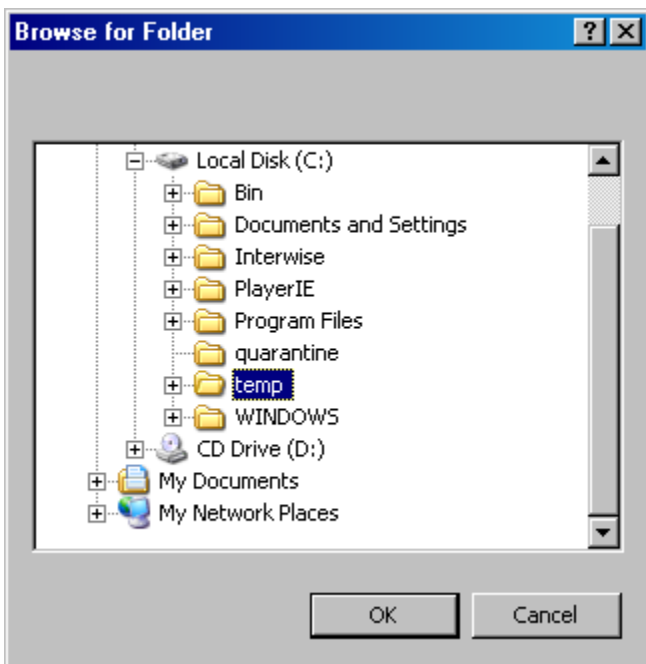 Browse for Folder
Local Disk (C:)
Bin
Documents and Settings
Interwise
PlayerIE
Program Files
quarantine
temp
WINDOWS
CD Drive (D:)
My Documents
My Network Places
OK Cancel